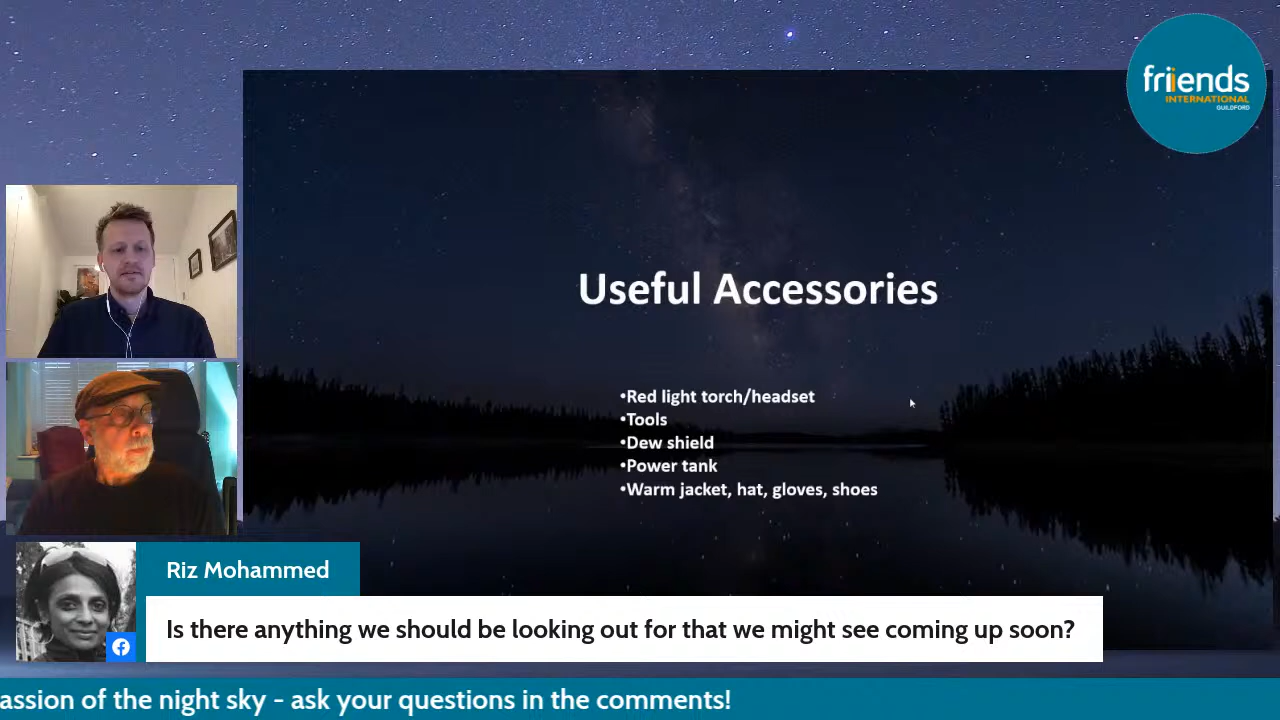 friiends
INTERNATIONAL
GUILDFORD
Useful Accessories
•Red light torch/headset
•Tools
•Dew shield
•Power tank
•Warm jacket, hat, gloves, shoes
Riz Mohammed
Is there anything we should be looking out for that we might see coming up soon?
assion of the night sky - ask your questions in the comments!